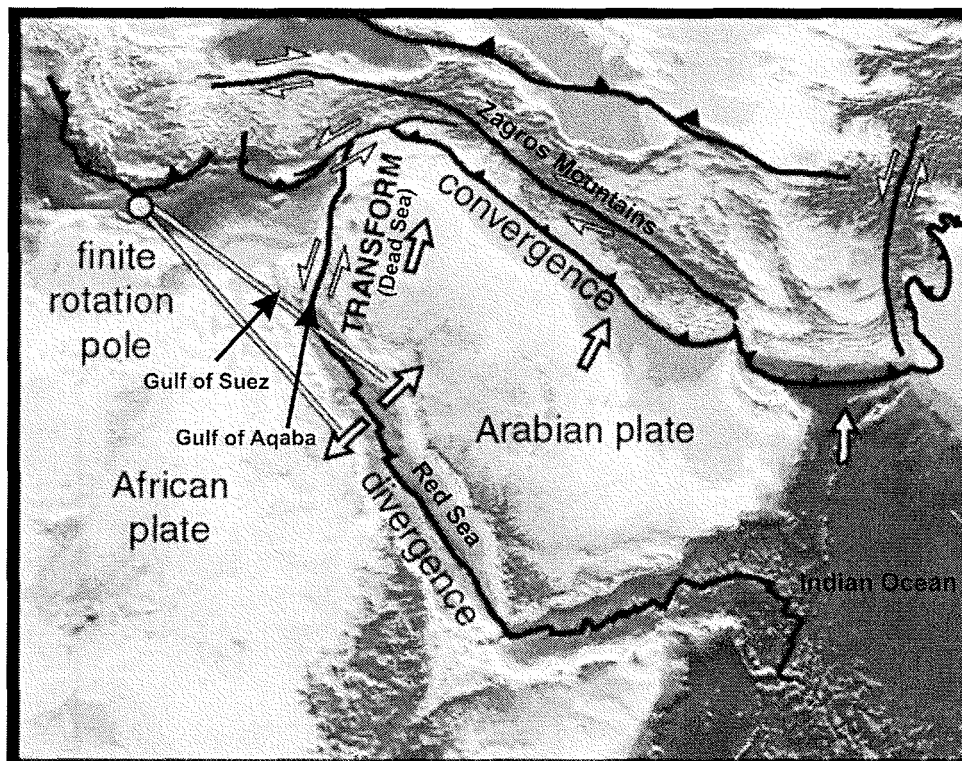 Zagros Mountains
convergence
TRANSFORM
(Dead Sea)
finite
rotation
pole
Gulf of Suez
Gulf of Aqaba
Arabian plate
African
plate
divergence
Red Sea
Indian Ocean